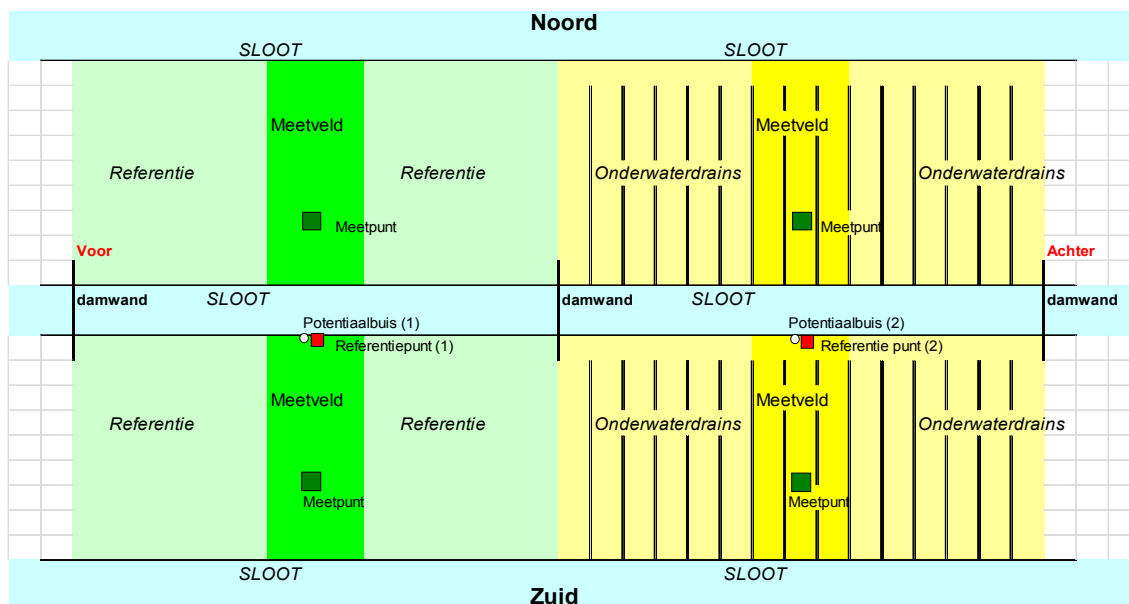 Noord
SLOOT
SLOOT
Meetveld
Meetveld
Referentie
Referentie
Onderwaterdrains
Onderwaterdrains
Meetpunt
Meetpunt
Voor
Achter
damwand
SLOOT
damwand
SLOOT
damwand
Potentiaalbuis (1)
Potentiaalbuis (2)
Referentiepunt (1)
Referentie punt (2)
Meetveld
Meetveld
Referentie
Referentie
Onderwaterdrains
Onderwaterdrains
Meetpunt
Meetpunt
SLOOT
SLOOT
Zuid